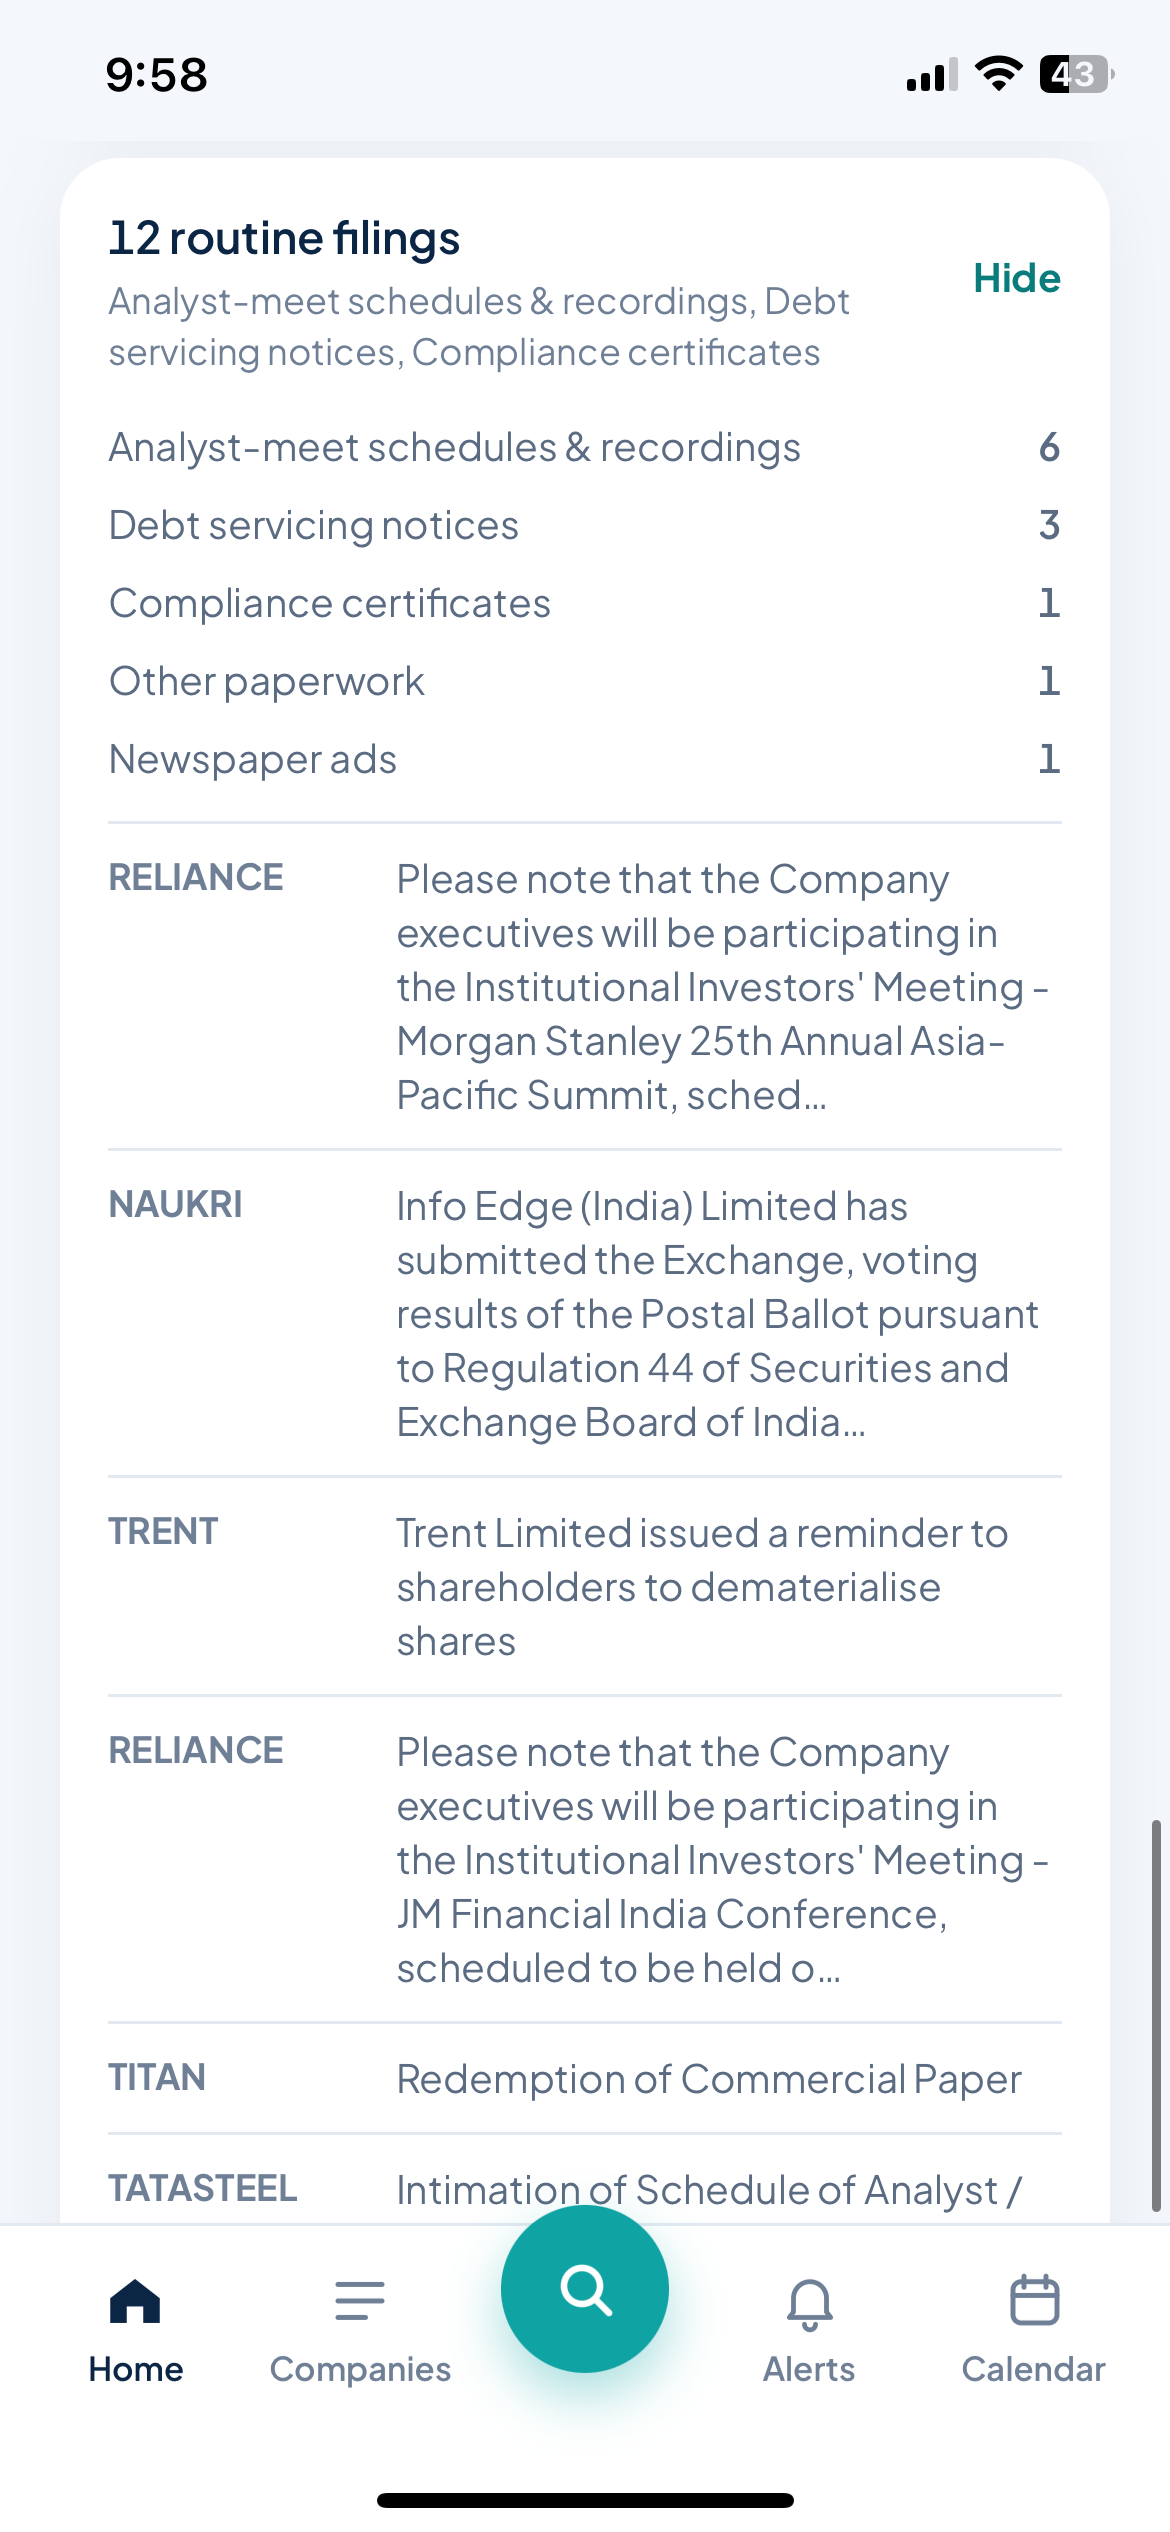 9:58
43
12 routine filings
Hide
Analyst-meet schedules & recordings, Debt
servicing notices, Compliance certificates
Analyst-meet schedules & recordings 6
Debt servicing notices 3
Compliance certificates 1
Other paperwork 1
Newspaper ads 1
RELIANCE Please note that the Company
executives will be participating in
the Institutional Investors' Meeting -
Morgan Stanley 25th Annual Asia-
Pacific Summit, sched...
NAUKRI Info Edge (India) Limited has
submitted the Exchange, voting
results of the Postal Ballot pursuant
to Regulation 44 of Securities and
Exchange Board of India...
TRENT Trent Limited issued a reminder to
shareholders to dematerialise
shares
RELIANCE Please note that the Company
executives will be participating in
the Institutional Investors' Meeting -
JM Financial India Conference,
scheduled to be held o...
TITAN Redemption of Commercial Paper
TATASTEEL Intimation of Schedule of Analyst /
Home Companies Alerts Calendar